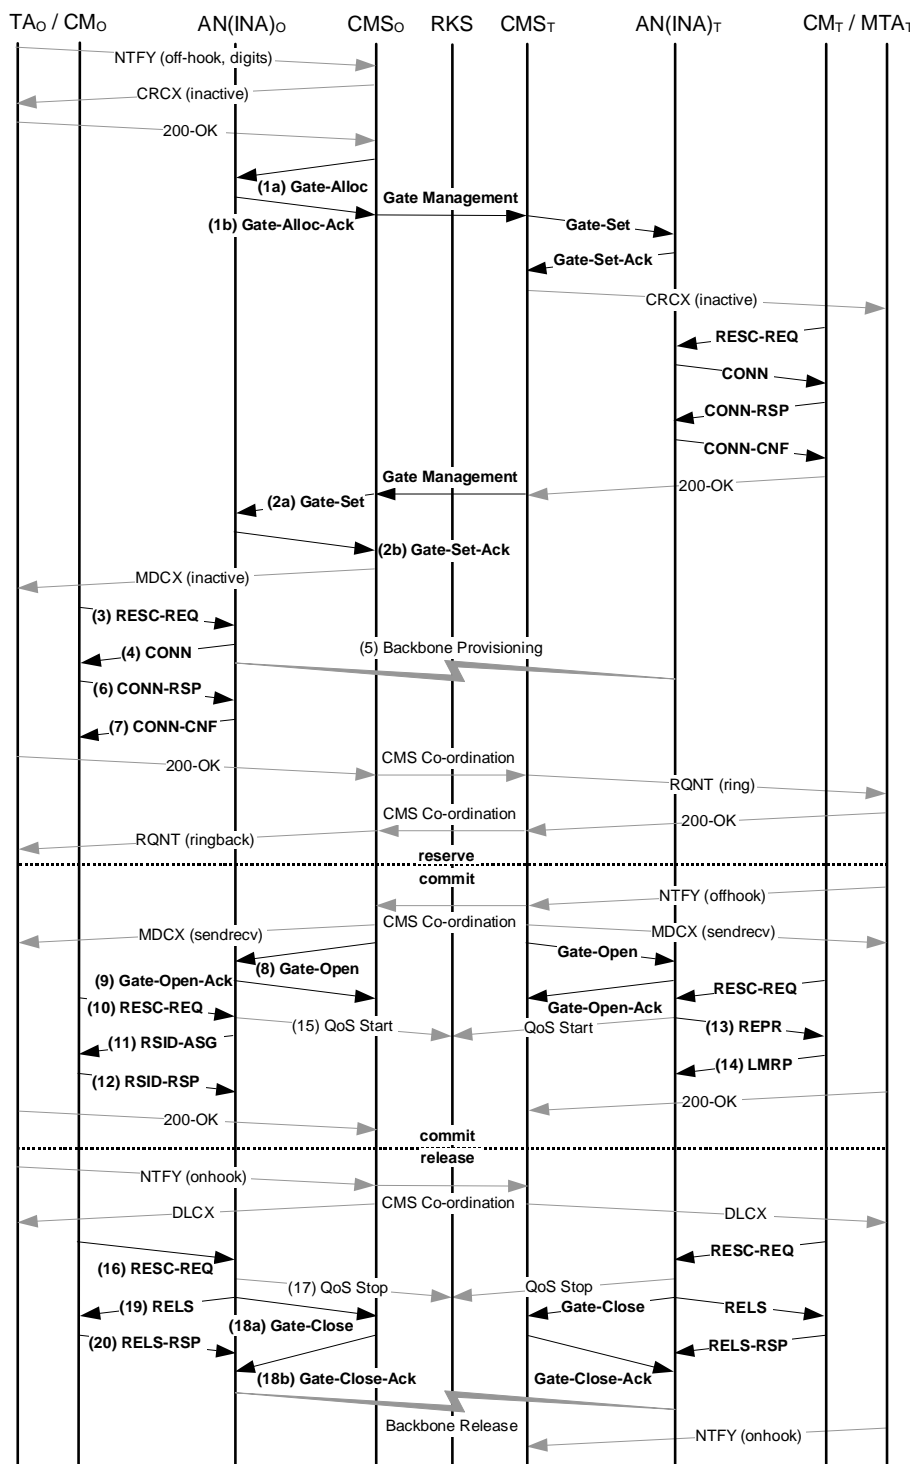 TAO / CMO AN(INA)O CMSO RKS CMST AN(INA)T CMT / MTAT
NTFY (off-hook, digits)
CRCX (inactive)
200-OK
(1a) Gate-Alloc
Gate Management
(1b) Gate-Alloc-Ack
Gate-Set
Gate-Set-Ack
CRCX (inactive)
RESC-REQ
CONN
CONN-RSP
CONN-CNF
Gate Management
200-OK
(2a) Gate-Set
(2b) Gate-Set-Ack
MDCX (inactive)
(3) RESC-REQ
(4) CONN
(5) Backbone Provisioning
(6) CONN-RSP
(7) CONN-CNF
200-OK
CMS Co-ordination
RQNT (ring)
CMS Co-ordination
200-OK
RQNT (ringback)
reserve
commit
NTFY (offhook)
CMS Co-ordination
MDCX (sendrecv)
MDCX (sendrecv)
Gate-Open
(8) Gate-Open
(9) Gate-Open-Ack
RESC-REQ
(10) RESC-REQ
Gate-Open-Ack
(15) QoS Start
QoS Start
(13) REPR
(11) RSID-ASG
(14) LMRP
(12) RSID-RSP
200-OK
200-OK
commit
release
NTFY (onhook)
CMS Co-ordination
DLCX
DLCX
RESC-REQ
(16) RESC-REQ
(17) QoS Stop
QoS Stop
(19) RELS
Gate-Close
RELS
(18a) Gate-Close
(20) RELS-RSP
RELS-RSP
(18b) Gate-Close-Ack
Gate-Close-Ack
Backbone Release
NTFY (onhook)